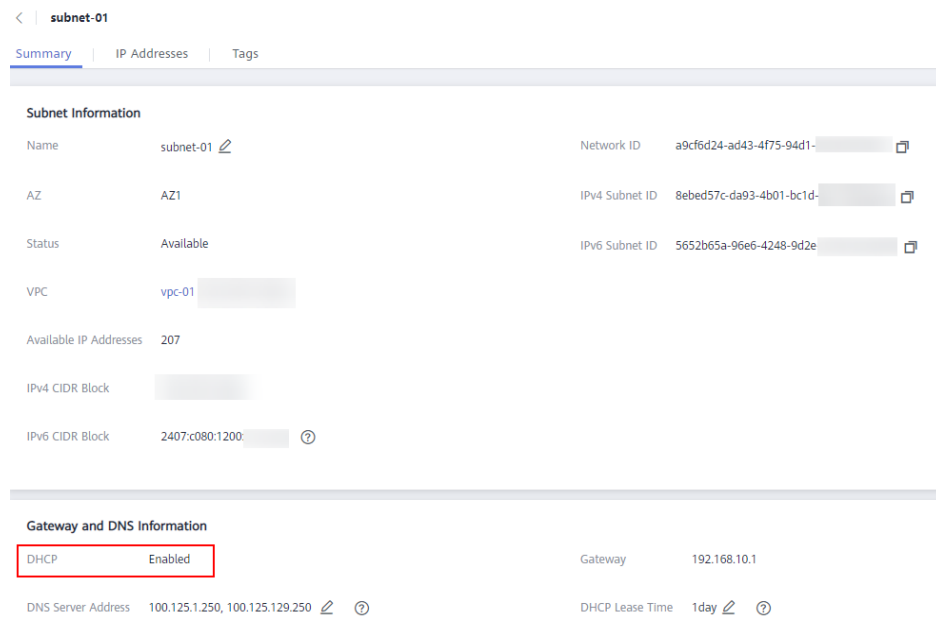 subnet-01
Summary IP Addresses Tags
Subnet Information
Name subnet-01 Network ID a9cf6d24-ad43-4f75-94d1-
AZ AZ1 IPv4 Subnet ID 8ebed57c-da93-4b01-bc1d-
Status Available IPv6 Subnet ID 5652b65a-96e6-4248-9d2e
VPC vpc-01
Available IP Addresses 207
IPv4 CIDR Block
IPv6 CIDR Block 2407:c080:1200:
Gateway and DNS Information
DHCP Enabled Gateway 192.168.10.1
DNS Server Address 100.125.1.250, 100.125.129.250 DHCP Lease Time 1day